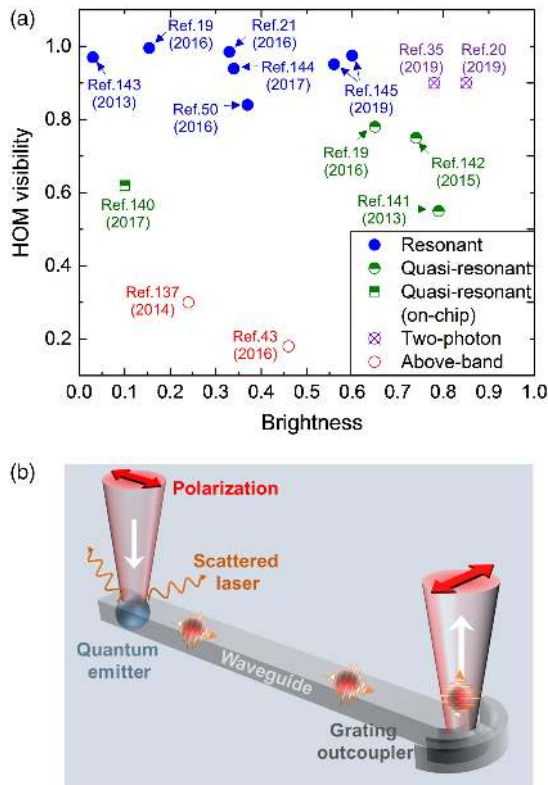 (a)
1.0
0.8
0.6
0.4
0.2
HOM visibility
Ref.19
(2016)
Ref.21
(2016)
Ref.35
(2019)
Ref.20
(2019)
Ref.143
(2013)
Ref.144
(2017)
Ref.145
(2019)
Ref.50
(2016)
Ref.19
(2016)
Ref.142
(2015)
Ref.140
(2017)
Ref.141
(2013)
Ref.137
(2014)
Ref.43
(2016)
Resonant
Quasi-resonant
Quasi-resonant
(on-chip)
Two-photon
Above-band
0.0 0.1 0.2 0.3 0.4 0.5 0.6 0.7 0.8 0.9 1.0
Brightness
(b)
Polarization
Scattered
laser
Quantum
emitter
Waveguide
Grating
outcoupler